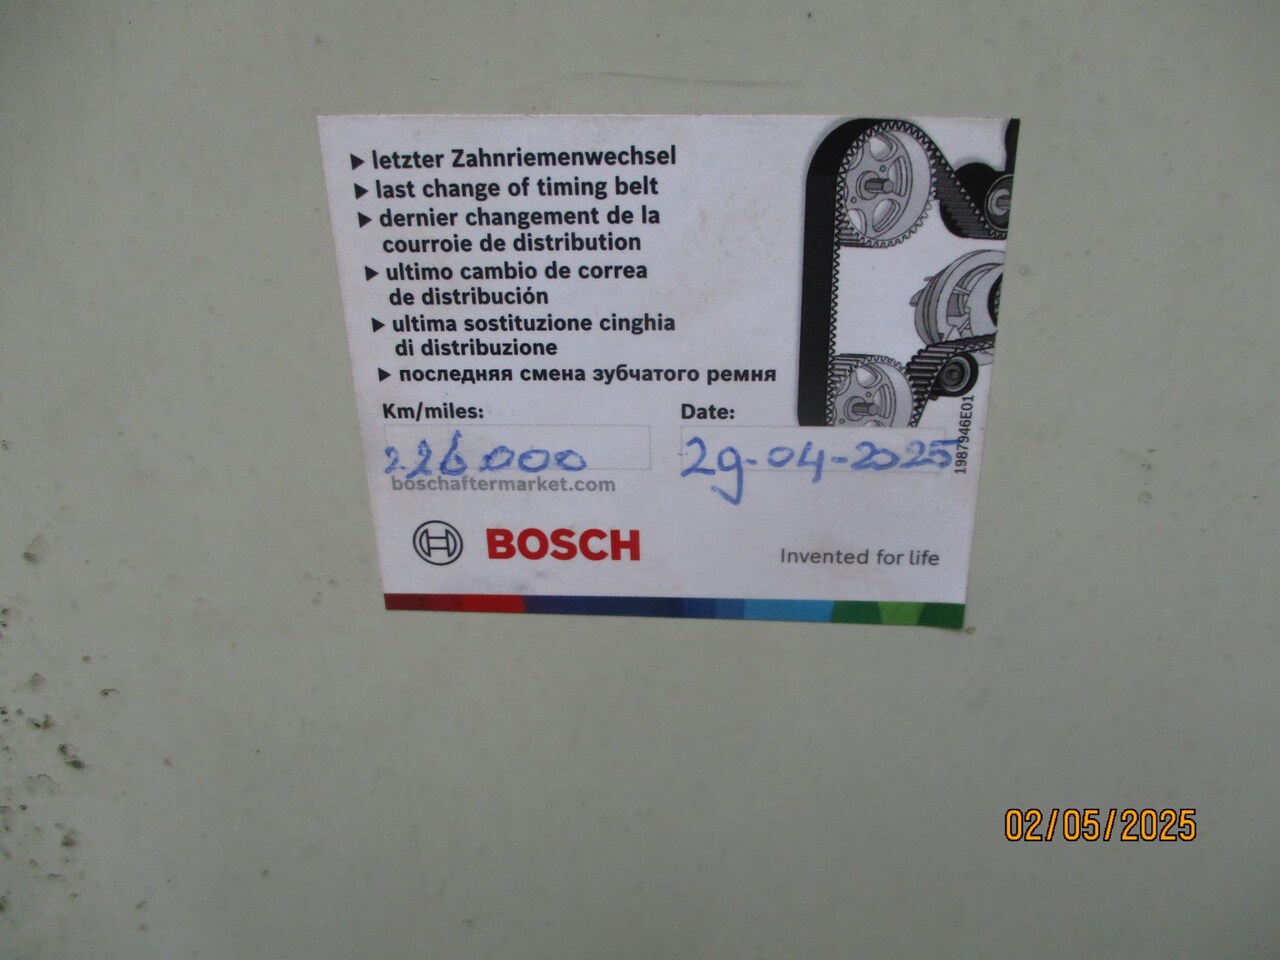 ▶ letzter Zahnriemenwechsel
▶ last change of timing belt
▶ dernier changement de la
courroie de distribution
▶ ultimo cambio de correa
de distribución
▶ ultima sostituzione cinghia
di distribuzione
▶ последняя смена зубчатого ремня
Km/miles:
226.000
Date:
29-04-2025
1987946E01
boschaftermarket.com
BOSCH
Invented for life
02/05/2025